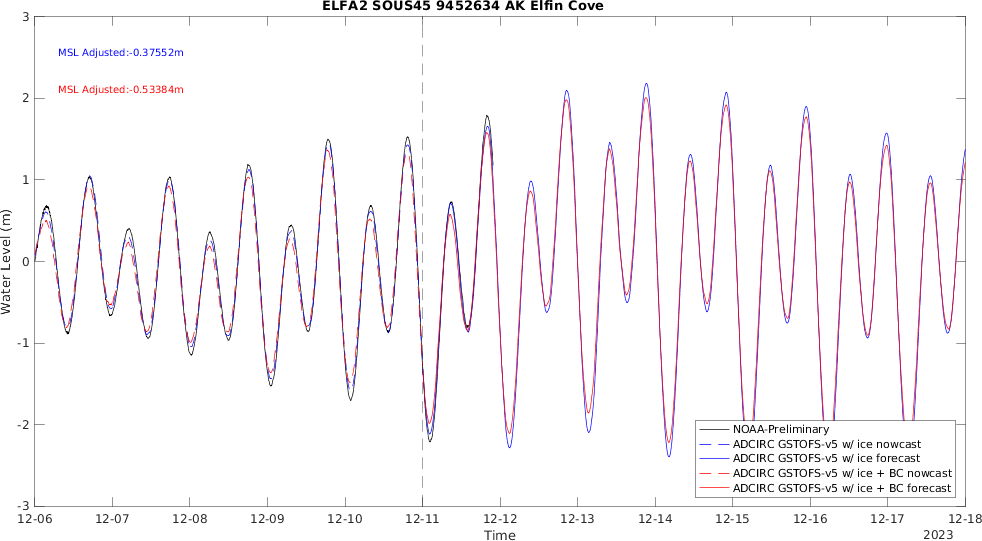 ELFA2 SOUS45 9452634 AK Elfin Cove
MSL Adjusted:-0.37552m
MSL Adjusted:-0.53384m
Water Level (m)
3
2
1
0
-1
-2
-3
NOAA-Preliminary
ADCIRC GSTOFS-v5 w/ ice nowcast
ADCIRC GSTOFS-v5 w/ ice forecast
ADCIRC GSTOFS-v5 w/ ice + BC nowcast
ADCIRC GSTOFS-v5 w/ ice + BC forecast
12-06 12-07 12-08 12-09 12-10 12-11 12-12 12-13 12-14 12-15 12-16 12-17 12-18
Time
2023